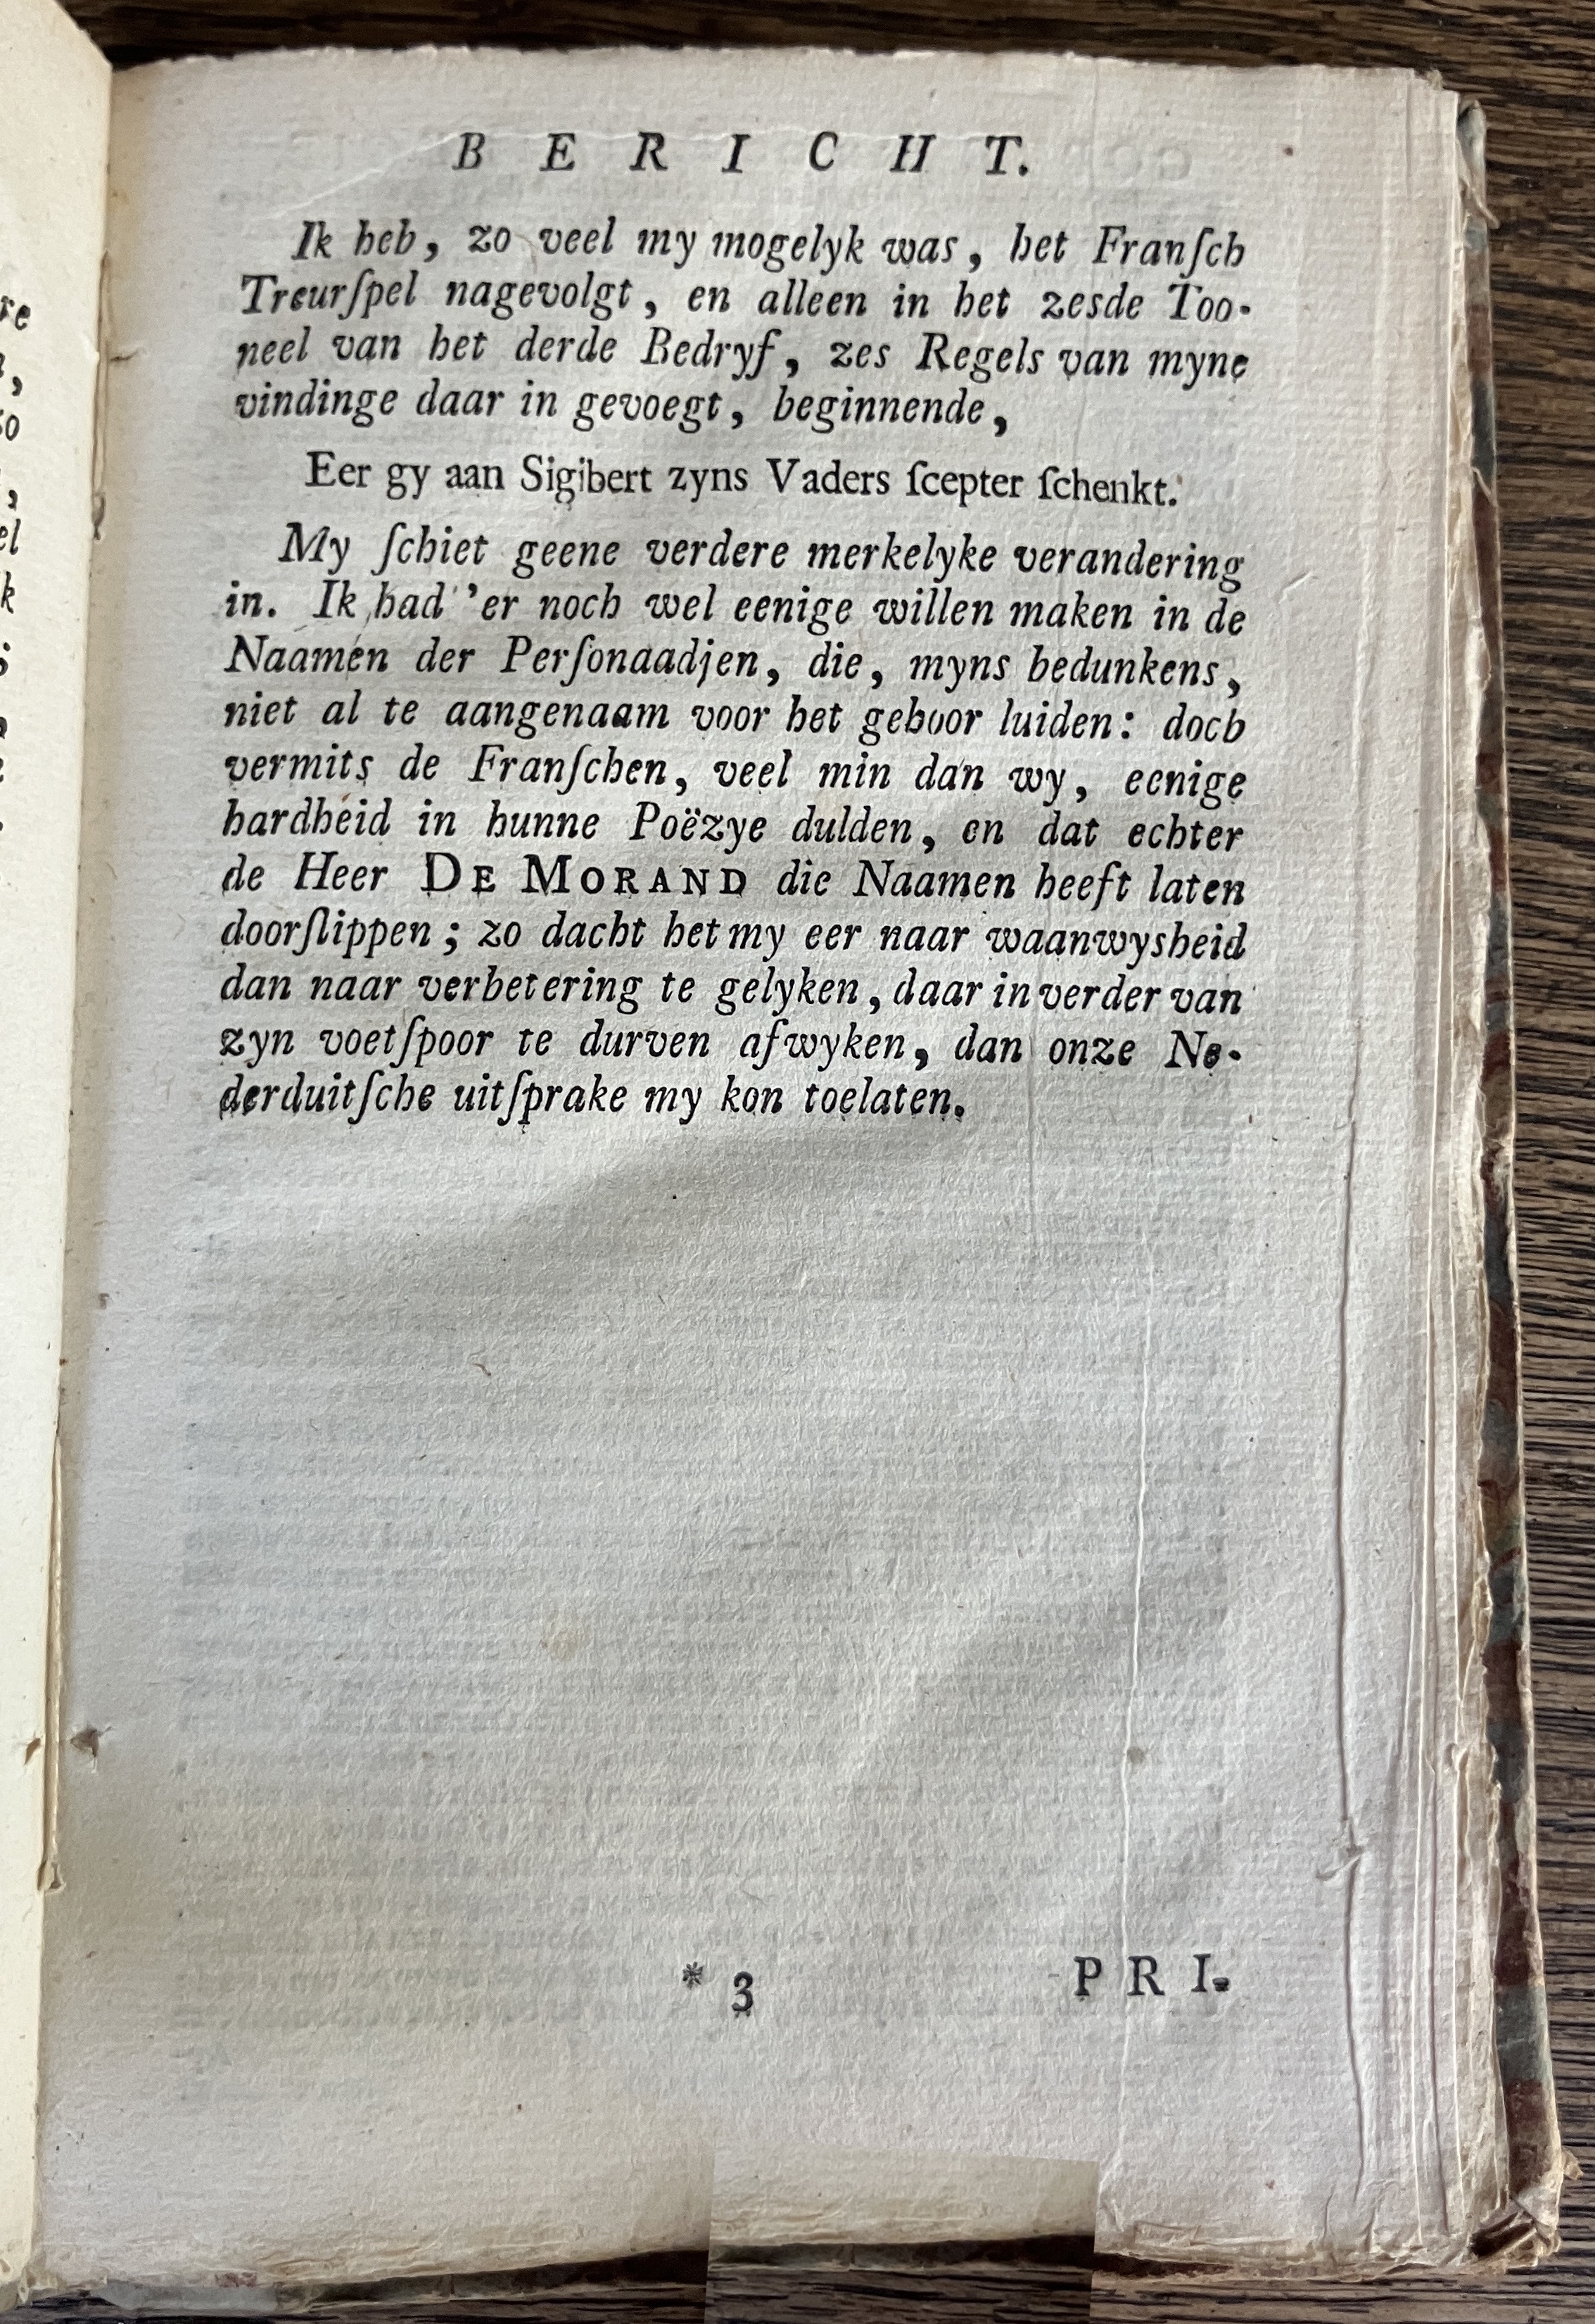 BERICHT.
Ik heb, zo veel my mogelyk was, het Franſch
Treurſpel nagevolgt, en alleen in het zesde Too-
neel van het derde Bedryf, zes Regels van myne
vindinge daar in gevoegt, beginnende,
Eer gy aan Sigibert zyns Vaders ſcepter ſchenkt.
My ſchiet geene verdere merkelyke verandering
in. Ik had 'er noch wel eenige willen maken in de
Naamen der Perſonaadjen, die, myns bedunkens,
niet al te aangenaam voor het gehoor luiden: doch
vermits de Franſchen, veel min dan wy, eenige
hardheid in hunne Poëzye dulden, en dat echter
de Heer DE MORAND die Naamen heeft laten
doorſlippen; zo dacht het my eer naar waanwysheid
dan naar verbetering te gelyken, daar in verder van
zyn voetſpoor te durven afwyken, dan onze Ne-
derduitſche uitſprake my kon toelaten.
* 3 PRI-